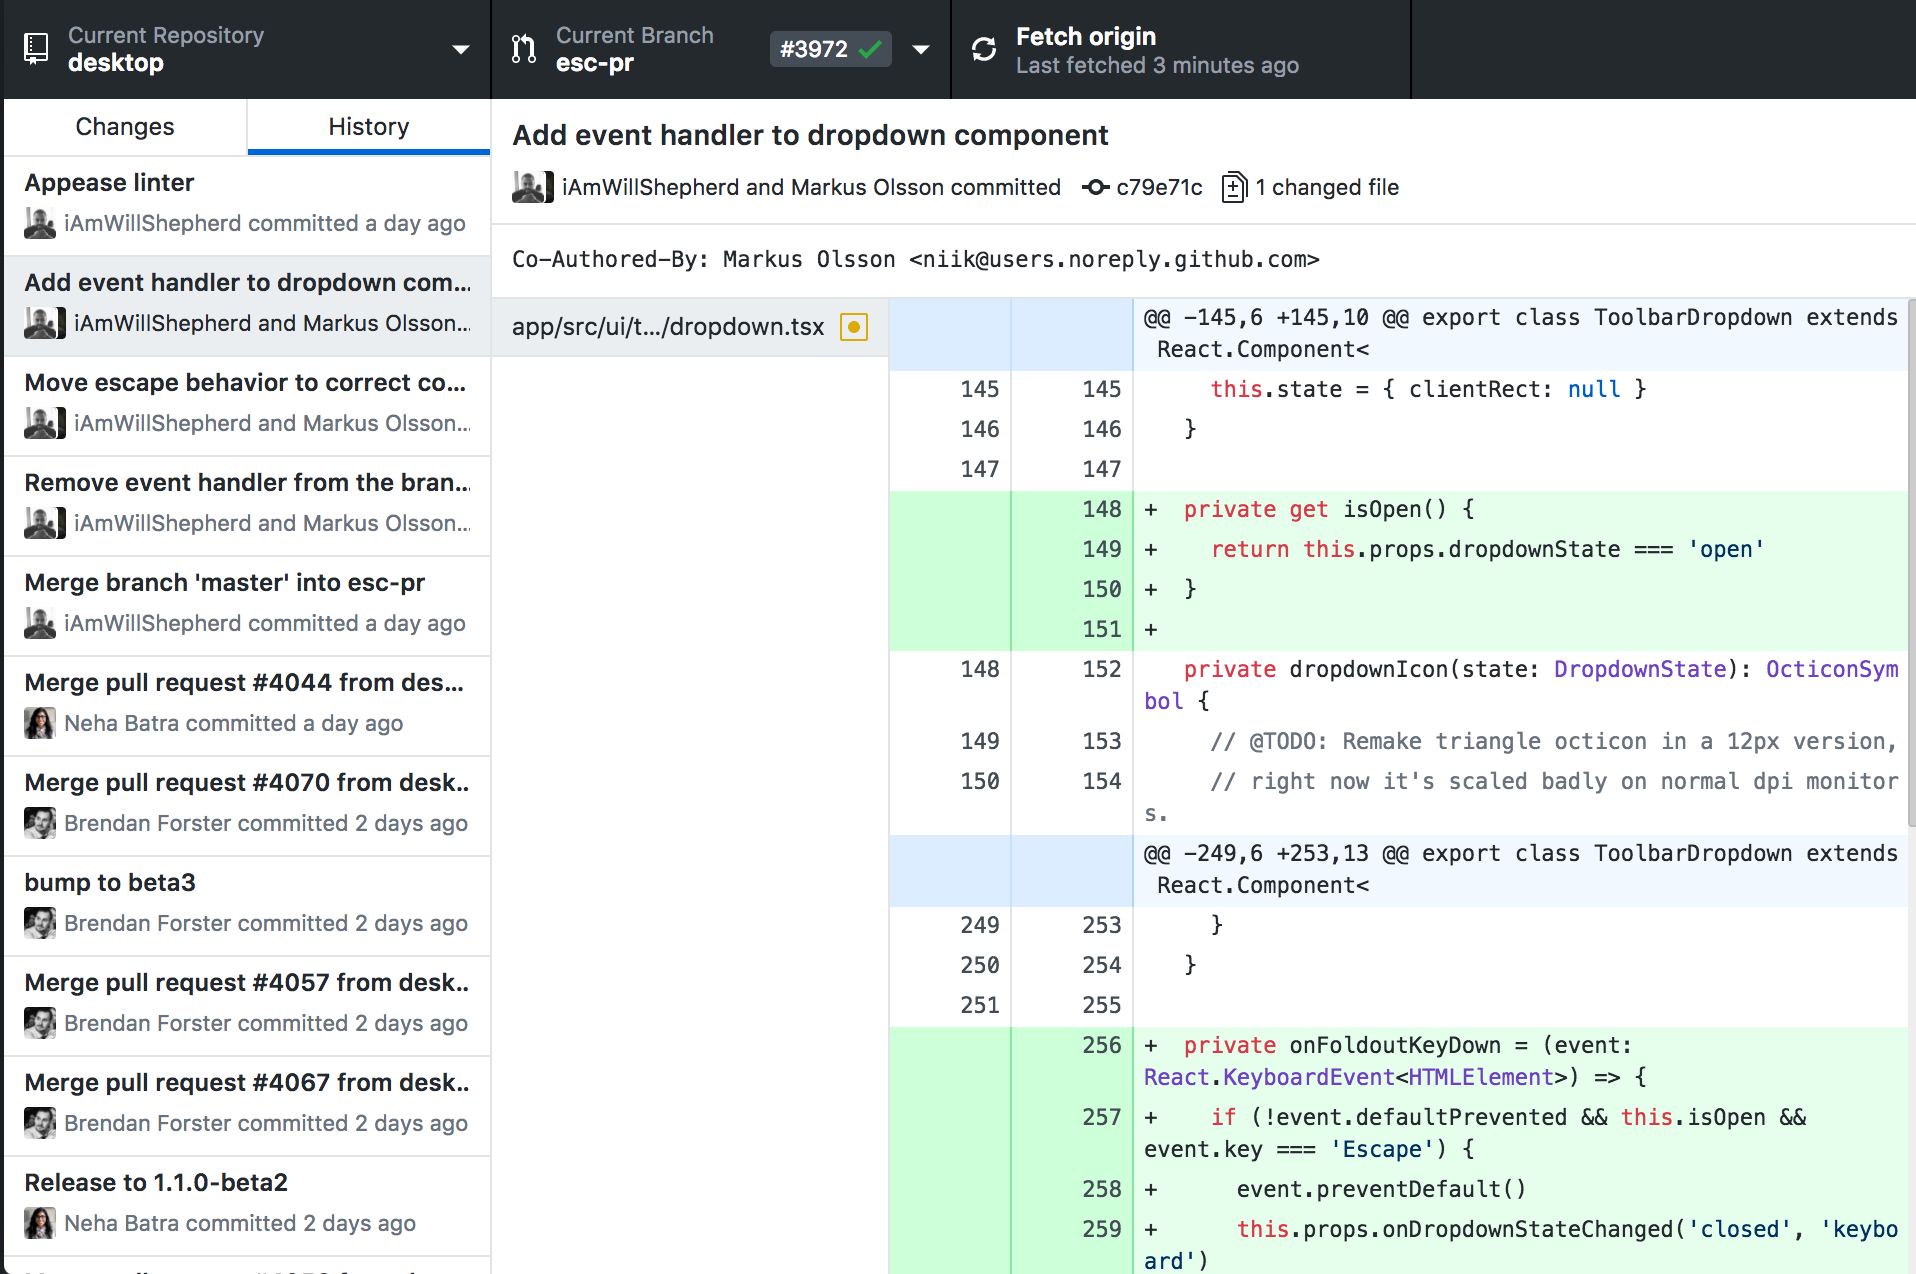 Current Repository
desktop
Current Branch
esc-pr
#3972
Fetch origin
Last fetched 3 minutes ago
Changes
History
Appease linter
iAmWillShepherd committed a day ago
Add event handler to dropdown com...
iAmWillShepherd and Markus Olsson...
Move escape behavior to correct co...
iAmWillShepherd and Markus Olsson...
Remove event handler from the bran...
iAmWillShepherd and Markus Olsson...
Merge branch 'master' into esc-pr
iAmWillShepherd committed a day ago
Merge pull request #4044 from des...
Neha Batra committed a day ago
Merge pull request #4070 from desk..
Brendan Forster committed 2 days ago
bump to beta3
Brendan Forster committed 2 days ago
Merge pull request #4057 from desk..
Brendan Forster committed 2 days ago
Merge pull request #4067 from desk..
Brendan Forster committed 2 days ago
Release to 1.1.0-beta2
Neha Batra committed 2 days ago
Add event handler to dropdown component
iAmWillShepherd and Markus Olsson committed c79e71c 1 changed file
Co-Authored-By: Markus Olsson <niik@users.noreply.github.com>
app/src/ui/t.../dropdown.tsx
@@ -145,6 +145,10 @@ export class ToolbarDropdown extends
React.Component<
145 145 this.state = { clientRect: null }
146 146 }
147 147
148 + private get isOpen() {
149 + return this.props.dropdownState === 'open'
150 + }
151 +
148 152 private dropdownIcon(state: DropdownState): OcticonSym
bol {
149 153 // @TODO: Remake triangle octicon in a 12px version,
150 154 // right now it's scaled badly on normal dpi monitor
s.
@@ -249,6 +253,13 @@ export class ToolbarDropdown extends
React.Component<
249 253 }
250 254 }
251 255
256 + private onFoldoutKeyDown = (event:
React.KeyboardEvent<HTMLElement>) => {
257 + if (!event.defaultPrevented && this.isOpen &&
event.key === 'Escape') {
258 + event.preventDefault()
259 + this.props.onDropdownStateChanged('closed', 'keybo
ard')